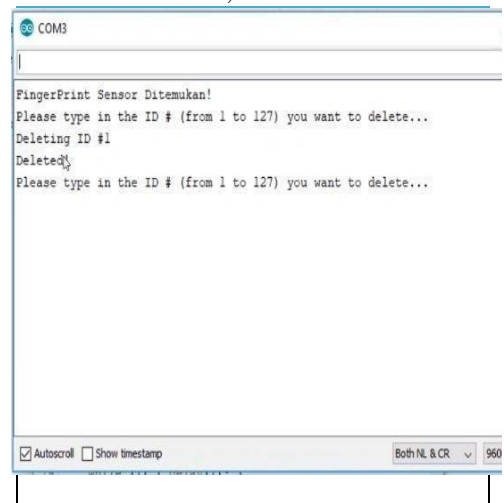 COM3
FingerPrint Sensor Ditemukan!
Please type in the ID # (from 1 to 127) you want to delete...
Deleting ID #1
Deleted!
Please type in the ID # (from 1 to 127) you want to delete...
Autoscroll Show timestamp Both NL & CR 960